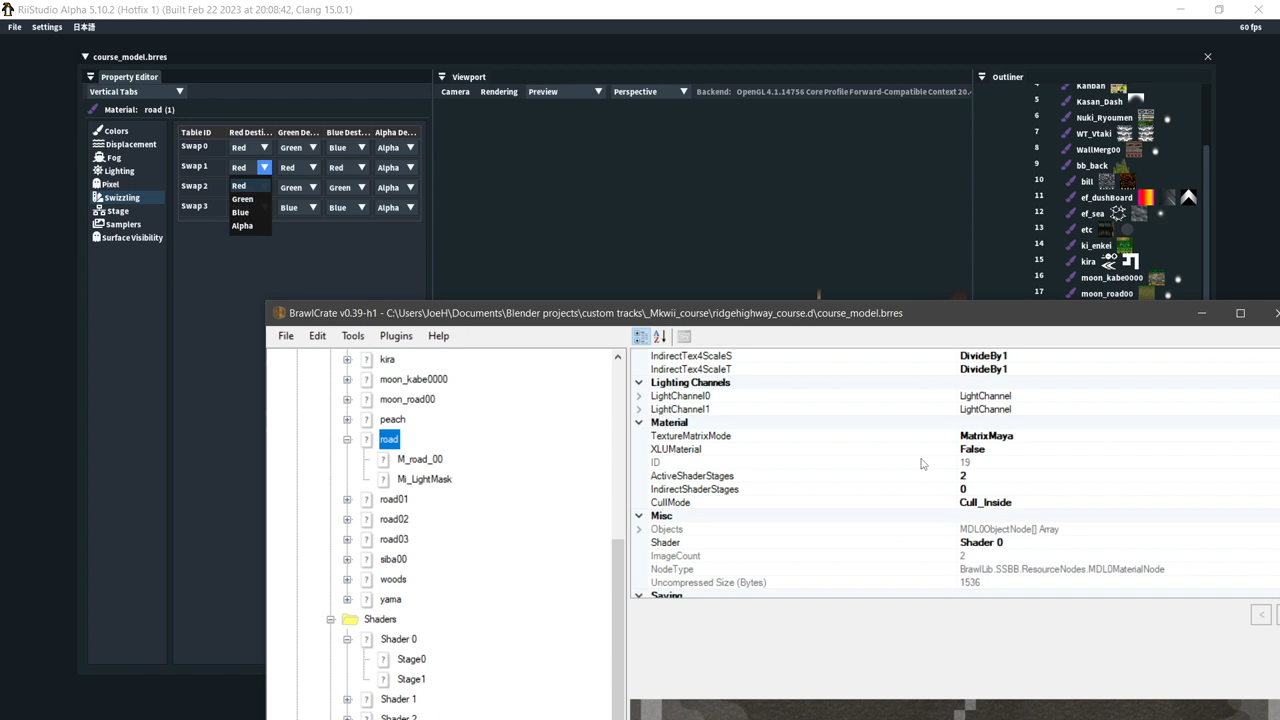 RiiStudio Alpha 5.10.2 (Hotfix 1) (Built Feb 22 2023 at 20:08:42, Clang 15.0.1)
File Settings 日本語 60 fps
course_model.brres
Property Editor Viewport Outliner
Vertical Tabs Camera Rendering Preview Perspective Backend: OpenGL 4.1.14756 Core Profile Forward-Compatible Context 20.
Material: road (1)
Colors
Displacement
Fog
Lighting
Pixel
Swizzling
Stage
Samplers
Surface Visibility
Table ID Red Desti... Green De... Blue Dest... Alpha De...
Swap 0 Red Green Blue Alpha
Swap 1 Red Red Red Alpha
Swap 2 Green Green Alpha
Swap 3 Blue Blue Alpha
Red
Green
Blue
Alpha
Kanban
5 Kasan_Dash
6 Nuki_Ryoumen
7 WT_Vtaki
8 WallMerg00
9 bb_back
10 bill
11 ef_dushBoard
12 ef_sea
13 etc
14 ki_enkei
15 kira
16 moon_kabe0000
17 moon_road00
BrawlCrate v0.39-h1 - C:\Users\JoeH\Documents\Blender projects\custom tracks\_Mkwii_course\ridgehighway_course.d\course_model.brres
File Edit Tools Plugins Help
kira
moon_kabe0000
moon_road00
peach
road
M_road_00
Mi_LightMask
road01
road02
road03
siba00
woods
yama
Shaders
Shader 0
Stage0
Stage1
Shader 1
Shader 2
IndirectTex4ScaleS DivideBy1
IndirectTex4ScaleT DivideBy1
Lighting Channels
LightChannel0 LightChannel
LightChannel1 LightChannel
Material
TextureMatrixMode MatrixMaya
XLUMaterial False
ID 19
ActiveShaderStages 2
IndirectShaderStages 0
CullMode Cull_Inside
Misc
Objects MDL0ObjectNode[] Array
Shader Shader 0
ImageCount 2
NodeType BrawlLib.SSBB.ResourceNodes.MDL0MaterialNode
Uncompressed Size (Bytes) 1536
Saving